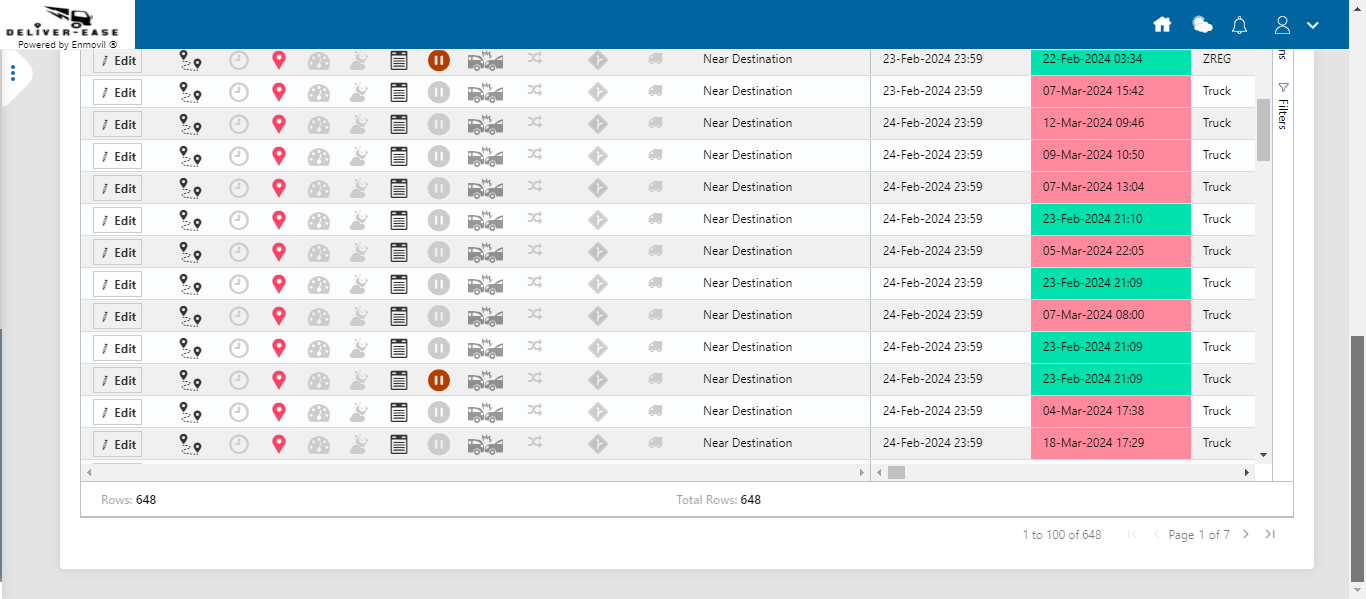 DELIVER-EASE
Powered by Enmovil ®
Edit Near Destination 23-Feb-2024 23:59 22-Feb-2024 03:34 ZREG
Edit Near Destination 23-Feb-2024 23:59 07-Mar-2024 15:42 Truck
Edit Near Destination 24-Feb-2024 23:59 12-Mar-2024 09:46 Truck
Edit Near Destination 24-Feb-2024 23:59 09-Mar-2024 10:50 Truck
Edit Near Destination 24-Feb-2024 23:59 07-Mar-2024 13:04 Truck
Edit Near Destination 24-Feb-2024 23:59 23-Feb-2024 21:10 Truck
Edit Near Destination 24-Feb-2024 23:59 05-Mar-2024 22:05 Truck
Edit Near Destination 24-Feb-2024 23:59 23-Feb-2024 21:09 Truck
Edit Near Destination 24-Feb-2024 23:59 07-Mar-2024 08:00 Truck
Edit Near Destination 24-Feb-2024 23:59 23-Feb-2024 21:09 Truck
Edit Near Destination 24-Feb-2024 23:59 23-Feb-2024 21:09 Truck
Edit Near Destination 24-Feb-2024 23:59 04-Mar-2024 17:38 Truck
Edit Near Destination 24-Feb-2024 23:59 18-Mar-2024 17:29 Truck
Filters
Rows: 648 Total Rows: 648
1 to 100 of 648 Page 1 of 7